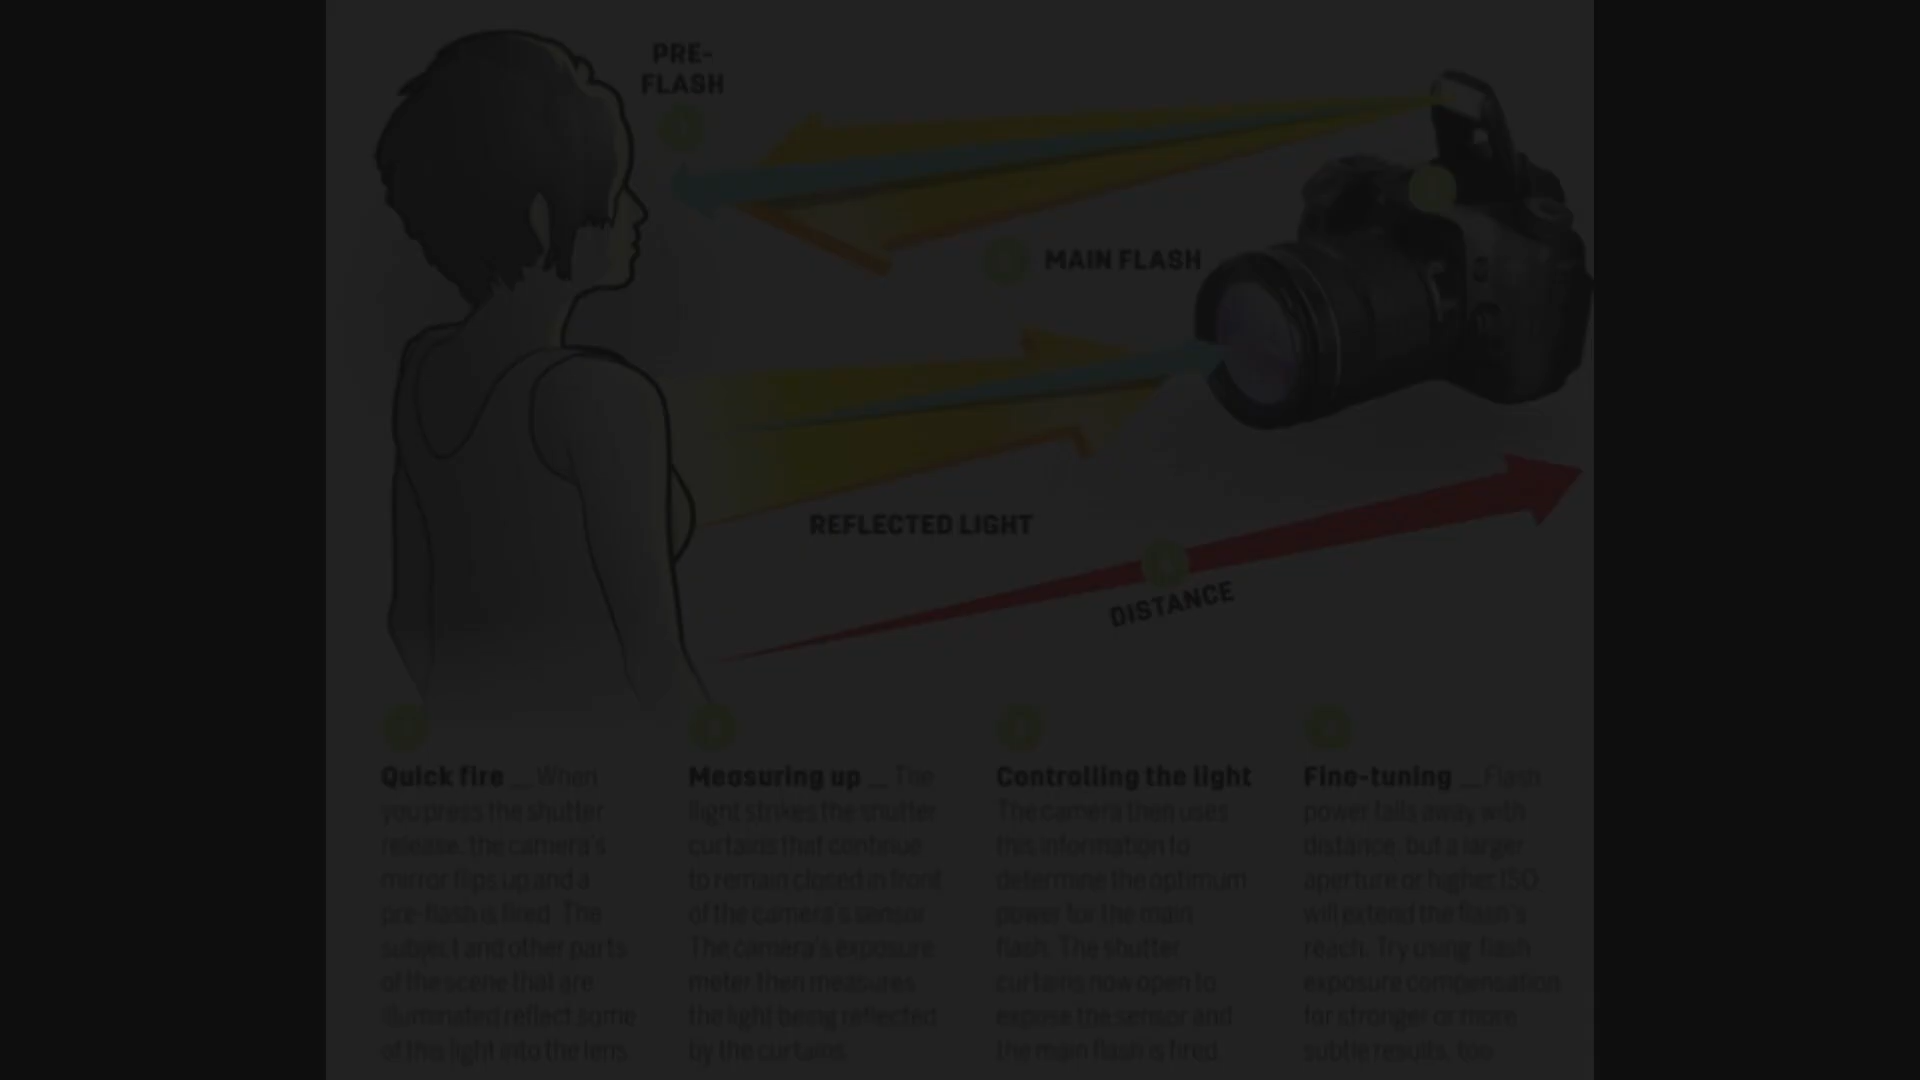 PRE-
FLASH
MAIN FLASH
REFLECTED LIGHT
DISTANCE
Quick fire _ When
you press the shutter
release, the camera's
mirror flips up and a
pre-flash is fired. The
subject and other parts
of the scene that are
illuminated reflect some
of this light into the lens
Measuring up _ The
light strikes the shutter
curtains that continue
to remain closed in front
of the camera's sensor.
The camera's exposure
meter then measures
the light being reflected
by the curtains
Controlling the light
The camera then uses
this information to
determine the optimum
power for the main
flash. The shutter
curtains now open to
expose the sensor and
the main flash is fired
Fine-tuning _ Flash
power falls away with
distance, but a larger
aperture or higher ISO
will extend the flash's
reach. Try using flash
exposure compensation
for stronger or more
subtle results, too